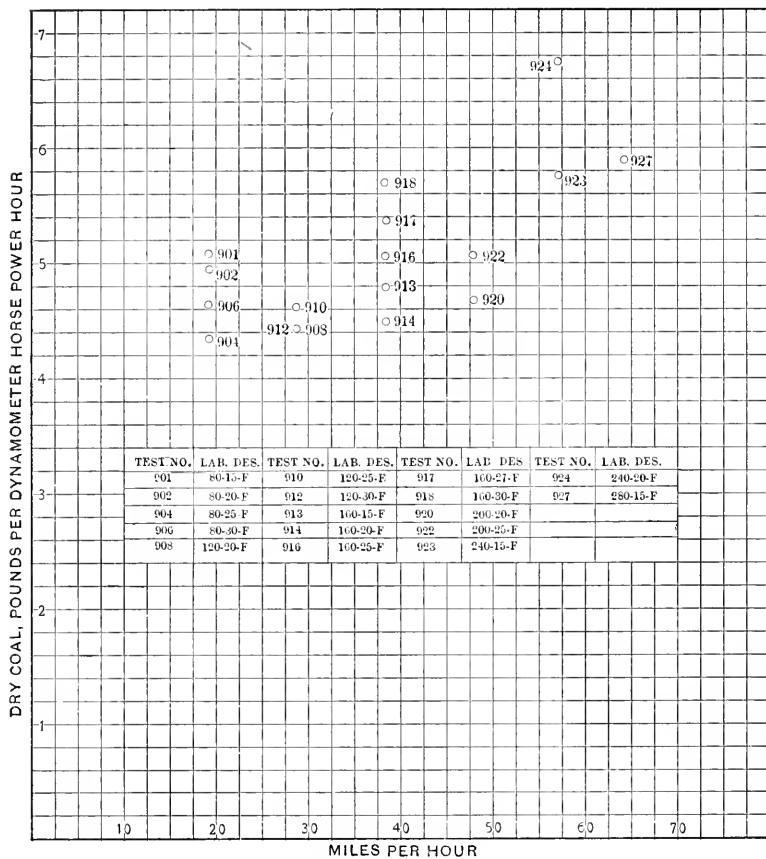 DRY COAL, POUNDS PER DYNAMOMETER HORSE POWER HOUR
7
6
5
4
3
2
1
924
927
923
918
917
901
916
922
902
913
906
910
920
912
908
914
904
TEST NO. LAB. DES. TEST NO. LAB. DES. TEST NO. LAB. DES TEST NO. LAB. DES.
901 80-15-F 910 120-25-F 917 160-27-F 924 240-20-F
902 80-20-F 912 120-30-F 918 160-30-F 927 280-15-F
904 80-25-F 913 160-15-F 920 200-20-F
906 80-30-F 914 160-20-F 922 200-25-F
908 120-20-F 916 160-25-F 923 240-15-F
10 20 30 40 50 60 70
MILES PER HOUR